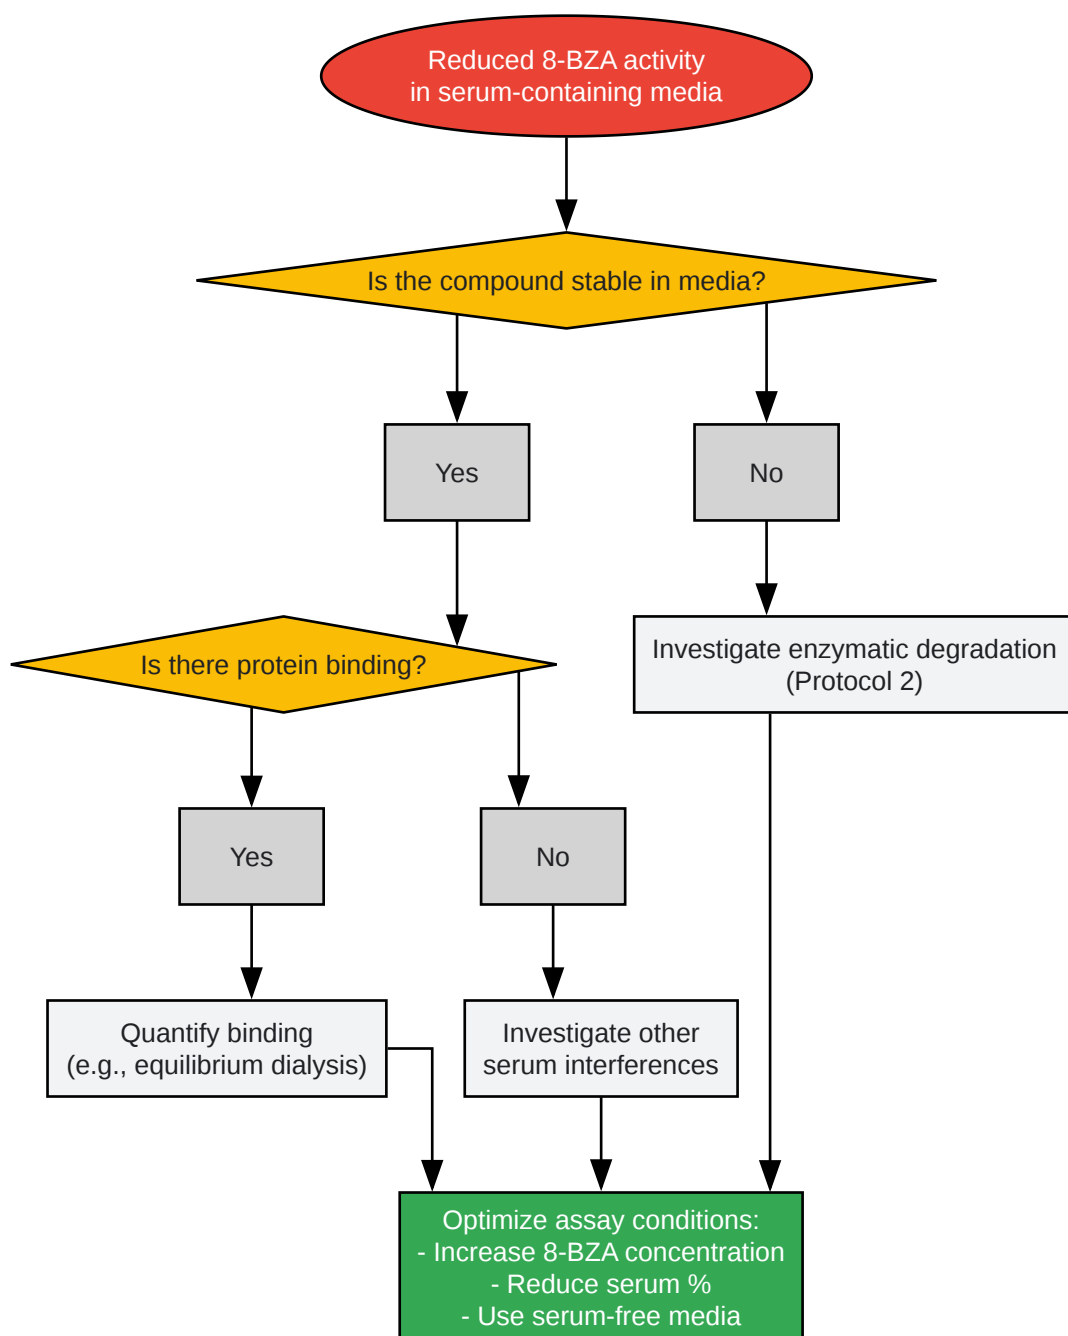 Reduced 8-BZA activity
in serum-containing media
Is the compound stable in media?
Yes
No
Is there protein binding?
Investigate enzymatic degradation
(Protocol 2)
Yes
No
Quantify binding
(e.g., equilibrium dialysis)
Investigate other
serum interferences
Optimize assay conditions:
- Increase 8-BZA concentration
- Reduce serum %
- Use serum-free media